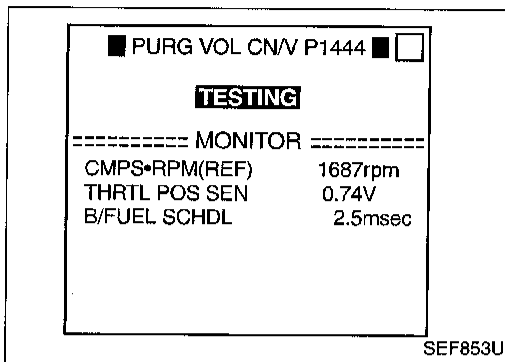 ■ PURG VOL CN/V P1444 ■ □
TESTING
========== MONITOR ==========
CMPS•RPM(REF) 1687rpm
THRTL POS SEN 0.74V
B/FUEL SCHDL 2.5msec
SEF853U